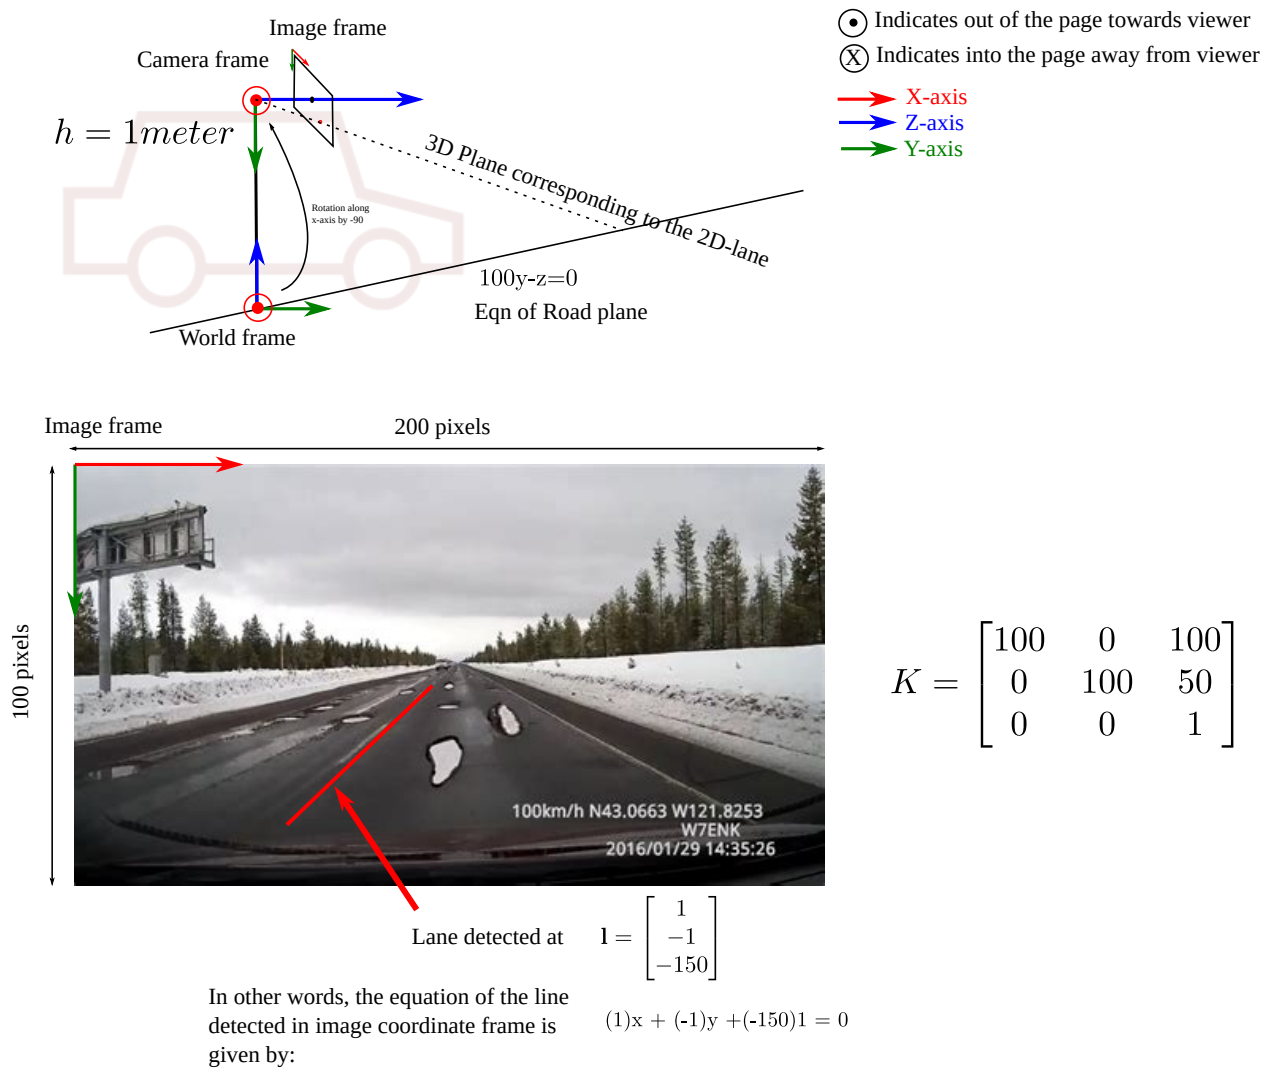 Image frame
Camera frame
h = 1meter
Rotation along
x-axis by -90
3D Plane corresponding to the 2D-lane
100y-z=0
Eqn of Road plane
World frame
Indicates out of the page towards viewer
X Indicates into the page away from viewer
X-axis
Z-axis
Y-axis
Image frame
200 pixels
100 pixels
100km/h N43.0663 W121.8253
W7ENK
2016/01/29 14:35:26
K =
100 0 100
0 100 50
0 0 1
Lane detected at
l =
1
−1
−150
In other words, the equation of the line
detected in image coordinate frame is
given by:
(1)x + (-1)y +(-150)1 = 0